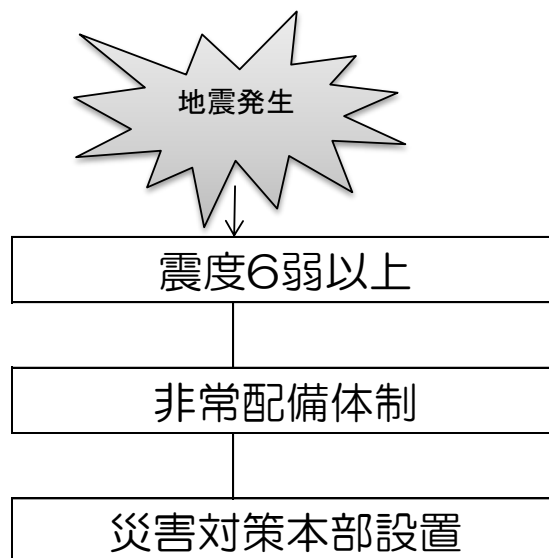 地震発生
震度6弱以上
非常配備体制
災害対策本部設置